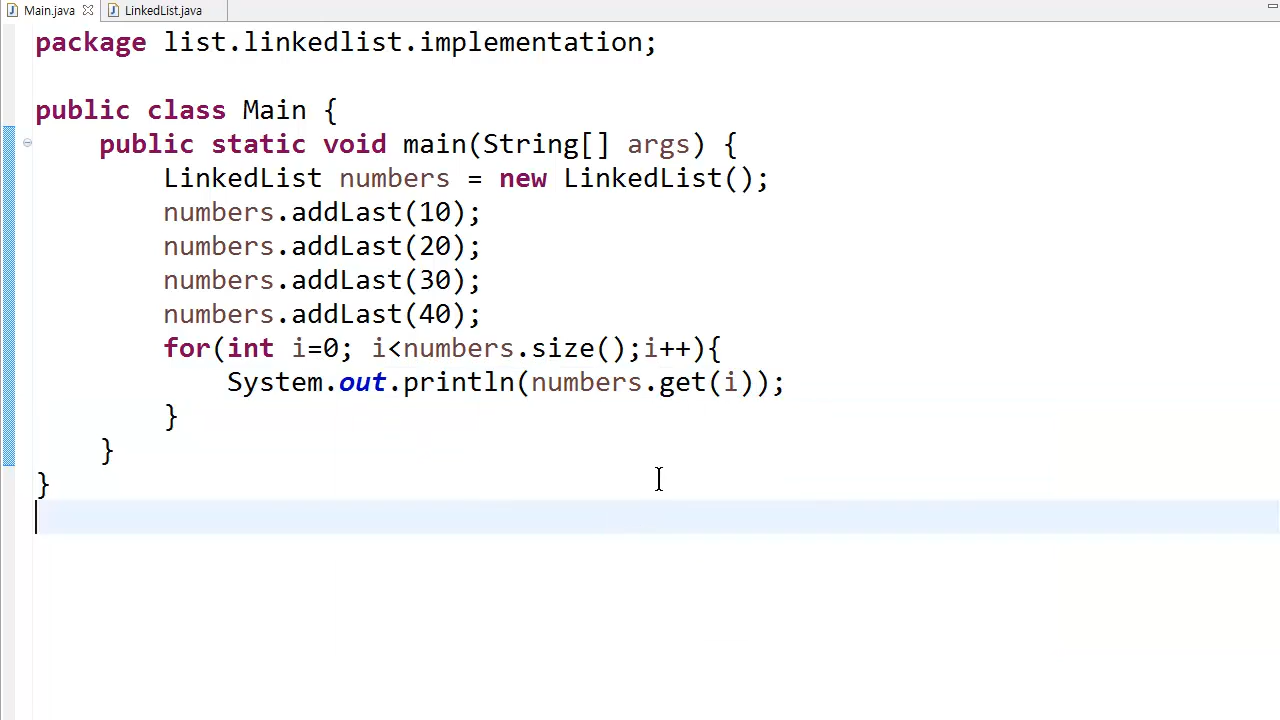 Main.java LinkedList.java
package list.linkedlist.implementation;
public class Main {
public static void main(String[] args) {
LinkedList numbers = new LinkedList();
numbers.addLast(10);
numbers.addLast(20);
numbers.addLast(30);
numbers.addLast(40);
for(int i=0; i<numbers.size();i++){
System.out.println(numbers.get(i));
}
}
}